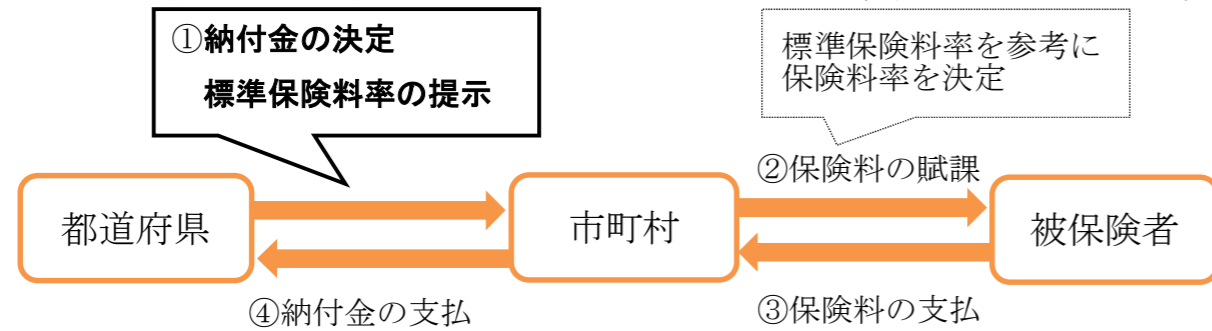 ①納付金の決定
標準保険料率の提示
標準保険料率を参考に
保険料率を決定
②保険料の賦課
都道府県
市町村
被保険者
④納付金の支払
③保険料の支払